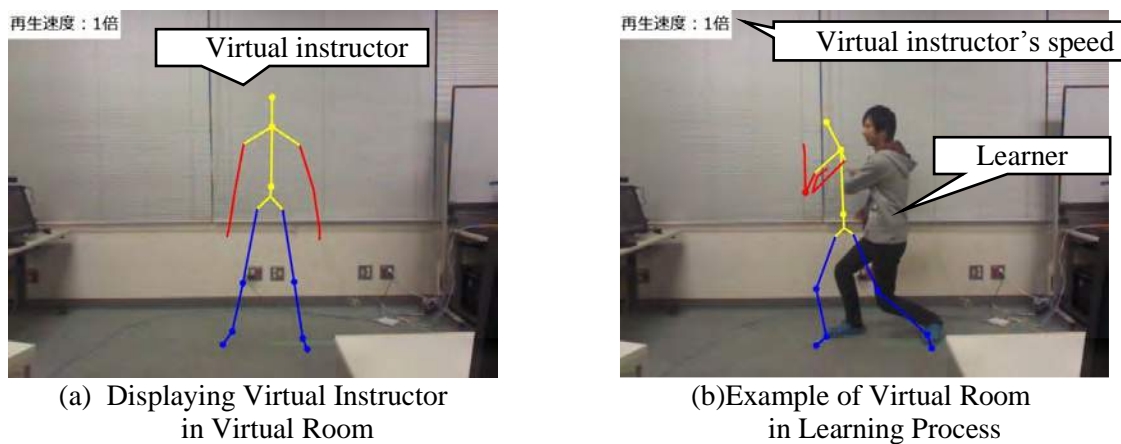 再生速度：1倍
Virtual instructor
再生速度：1倍
Virtual instructor's speed
Learner
(a) Displaying Virtual Instructor
in Virtual Room
(b)Example of Virtual Room
in Learning Process